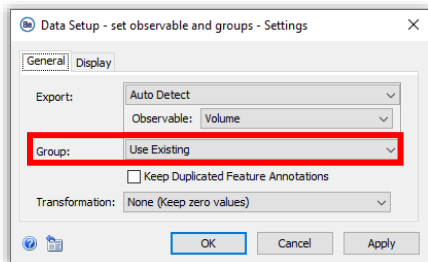 Be Data Setup - set observable and groups - Settings
General Display
Export: Auto Detect
Observable: Volume
Group: Use Existing
Keep Duplicated Feature Annotations
Transformation: None (Keep zero values)
OK Cancel Apply